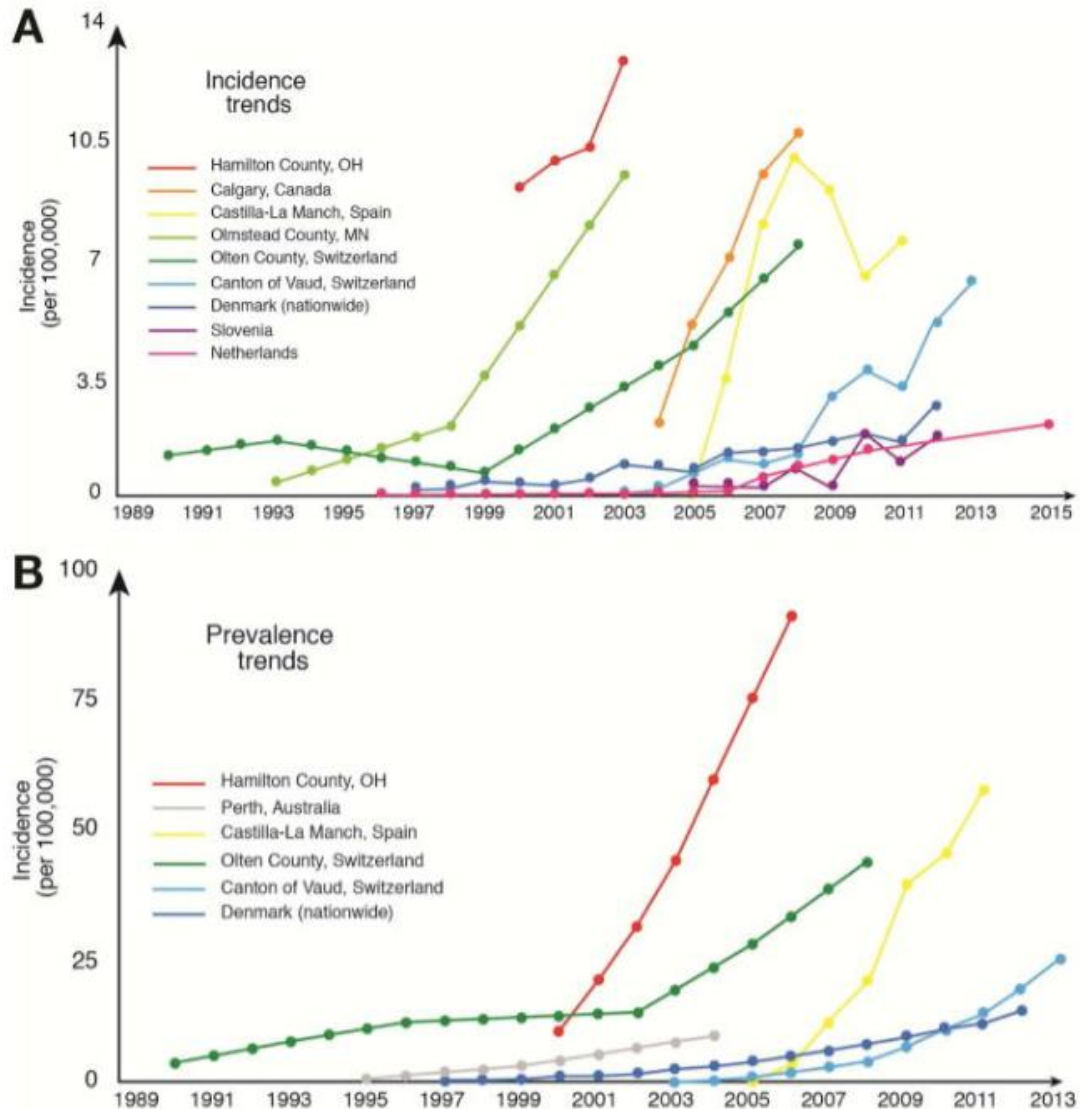 A
14
10.5
7
3.5
0
Incidence
(per 100,000)
Incidence
trends
Hamilton County, OH
Calgary, Canada
Castilla-La Manch, Spain
Olmstead County, MN
Olten County, Switzerland
Canton of Vaud, Switzerland
Denmark (nationwide)
Slovenia
Netherlands
1989 1991 1993 1995 1997 1999 2001 2003 2005 2007 2009 2011 2013 2015
B
100
75
50
25
0
Incidence
(per 100,000)
Prevalence
trends
Hamilton County, OH
Perth, Australia
Castilla-La Manch, Spain
Olten County, Switzerland
Canton of Vaud, Switzerland
Denmark (nationwide)
1989 1991 1993 1995 1997 1999 2001 2003 2005 2007 2009 2011 2013